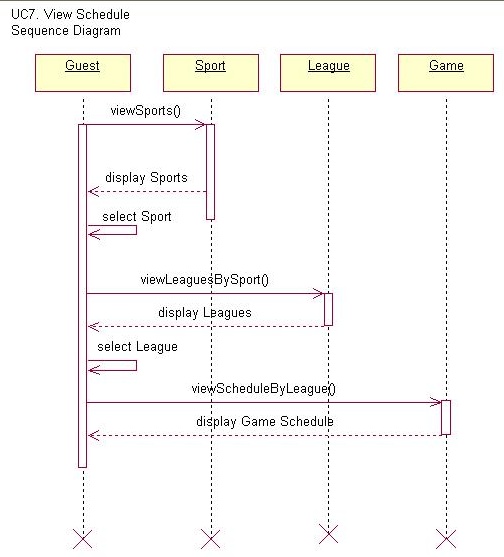 UC7. View Schedule
Sequence Diagram
Guest
Sport
League
Game
viewSports()
display Sports
select Sport
viewLeaguesBySport()
display Leagues
select League
viewScheduleByLeague()
display Game Schedule